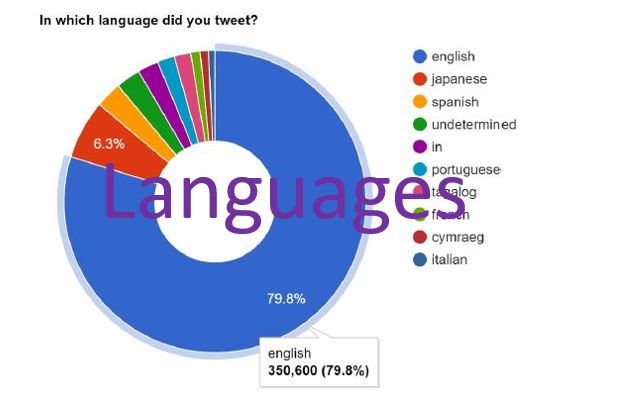 In which language did you tweet?
english
japanese
spanish
undetermined
in
portuguese
tagalog
french
cymraeg
italian
6.3%
Languages
79.8%
english
350,600 (79.8%)